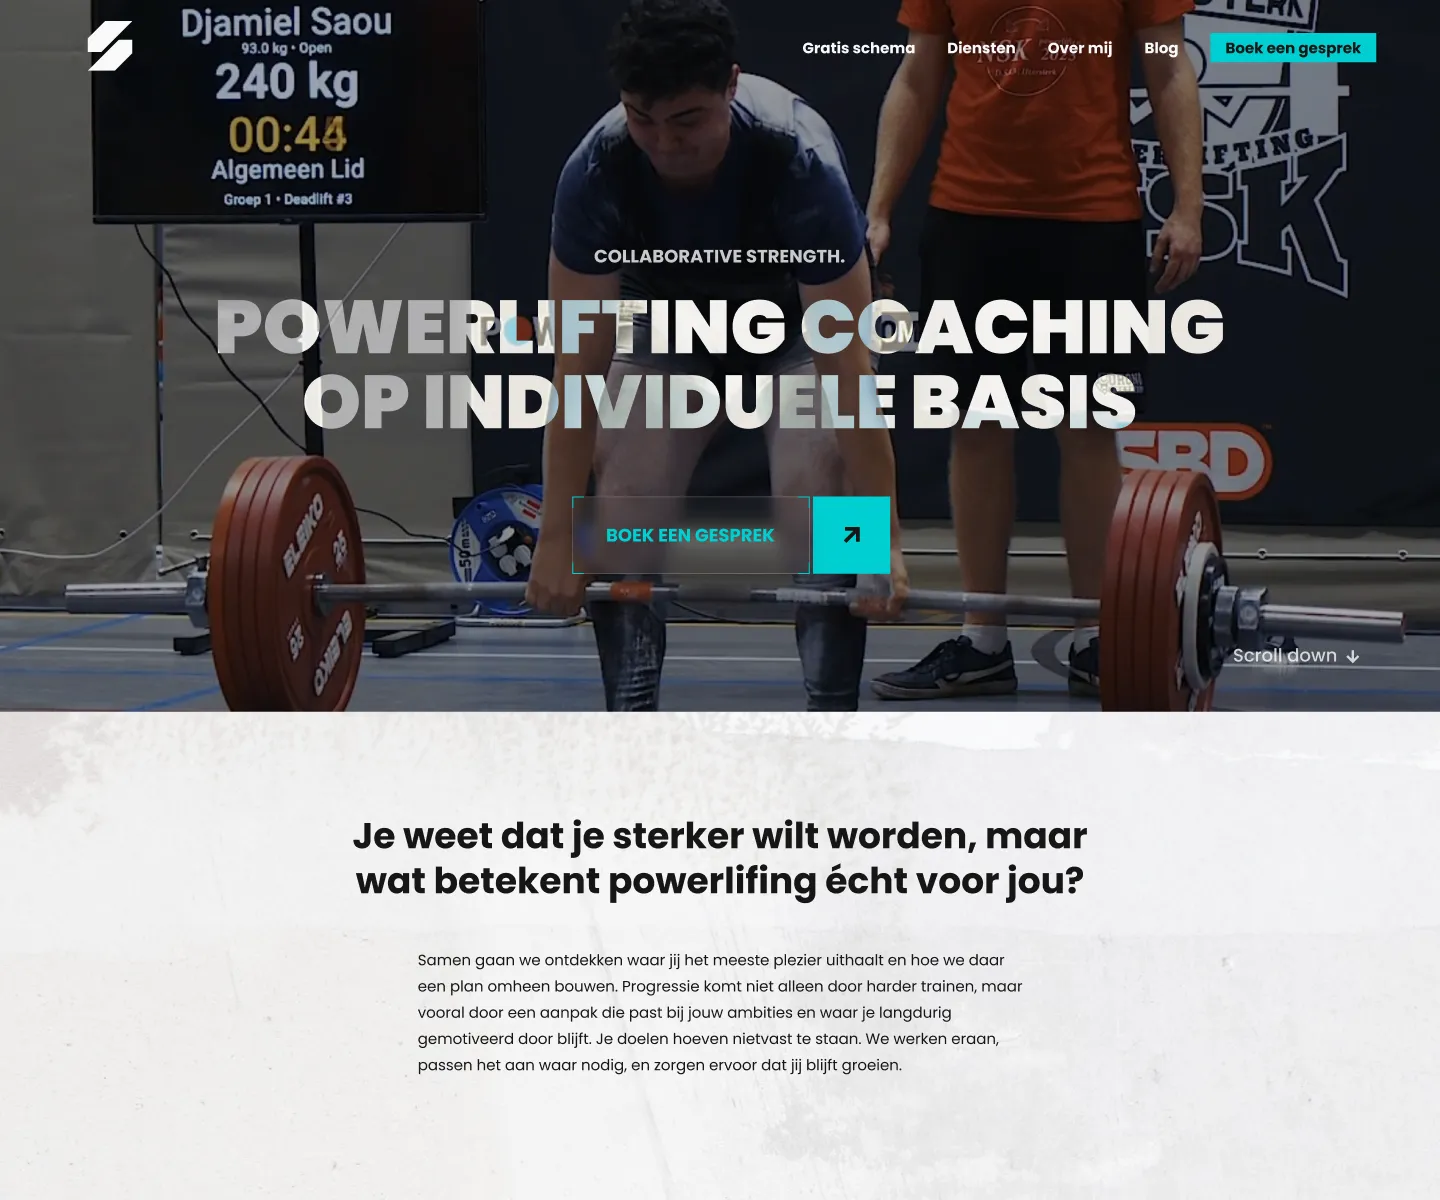 Djamiel Saou
93.0 kg • Open
240 kg
00:44
Algemeen Lid
Groep 1 • Deadlift #3
Gratis schema
Diensten
Over mij
Blog
Boek een gesprek
NSK
2023
COLLABORATIVE STRENGTH.
POWERLIFTING COACHING
OP INDIVIDUELE BASIS
SBD
ELEIKO
25
ELEIKO
25
BOEK EEN GESPREK
Scroll down
Je weet dat je sterker wilt worden, maar
wat betekent powerlifing écht voor jou?
Samen gaan we ontdekken waar jij het meeste plezier uithaalt en hoe we daar
een plan omheen bouwen. Progressie komt niet alleen door harder trainen, maar
vooral door een aanpak die past bij jouw ambities en waar je langdurig
gemotiveerd door blijft. Je doelen hoeven nietvast te staan. We werken eraan,
passen het aan waar nodig, en zorgen ervoor dat jij blijft groeien.